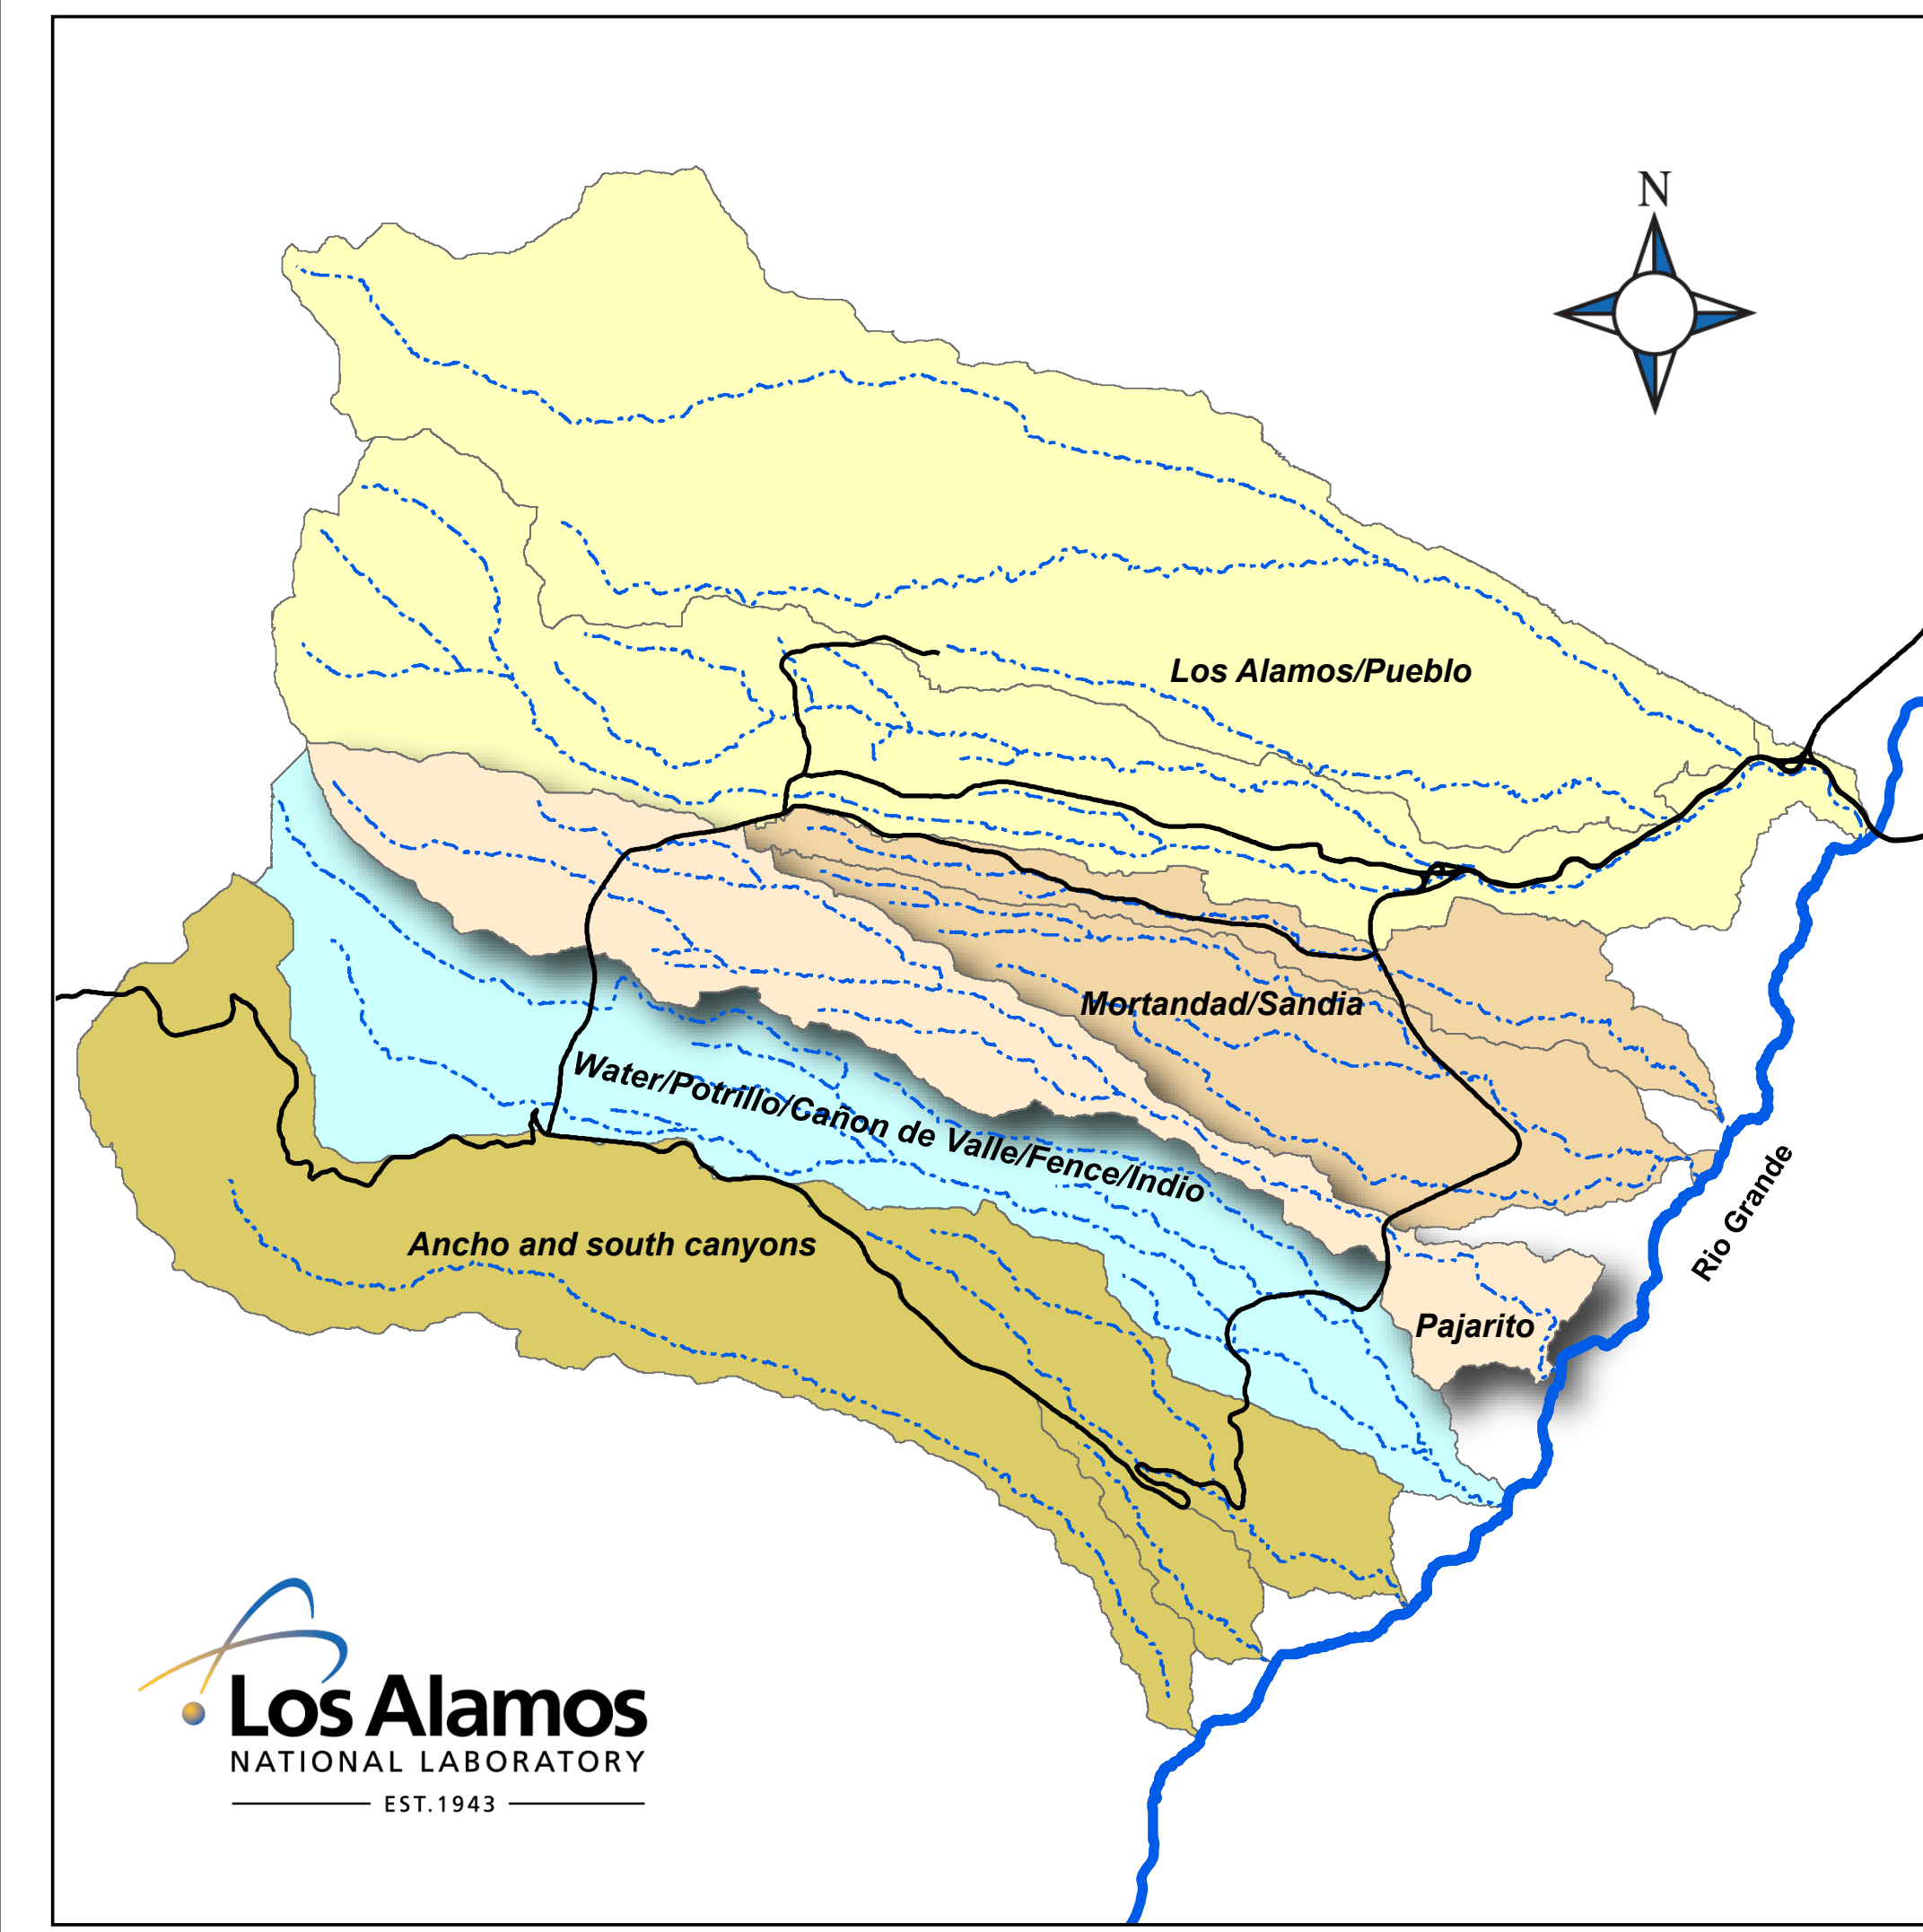 N
Los Alamos/Pueblo
Mortandad/Sandia
Water/Potrillo/Cañon de Valle/Fence/Indio
Rio Grande
Ancho and south canyons
Pajarito
Los Alamos
NATIONAL LABORATORY
EST.1943